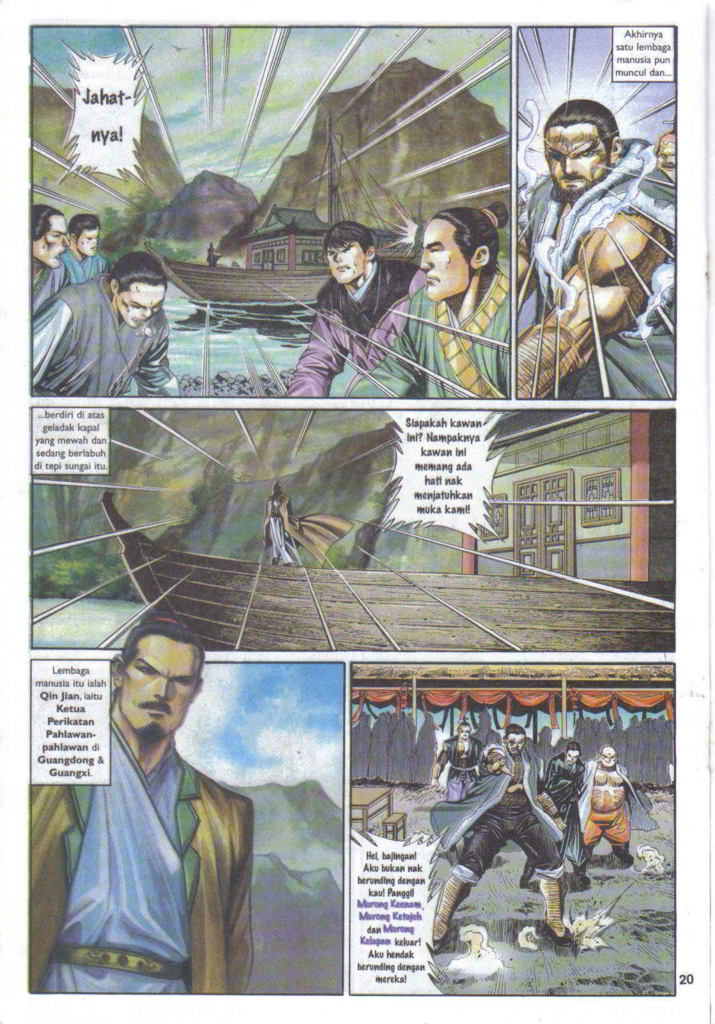 Jahat-
nya!
Akhirnya
satu lembaga
manusia pun
muncul dan...
...berdiri di atas
geladak kapal
yang mewah dan
sedang berlabuh
di tepi sungai itu.
Siapakah kawan
ini? Nampaknya
kawan ini
memang ada
hati nak
menjatuhkan
muka kami!
Lembaga
manusia itu ialah
Qin Jian, iaitu
Ketua
Perikatan
Pahlawan-
pahlawan di
Guangdong &
Guangxi.
Hei, bajingan!
Aku bukan nak
berunding dengan
kau! Panggil
Murong Keenam,
Murong Ketujuh
dan Murong
Kelapan keluar!
Aku hendak
berunding dengan
mereka!
20